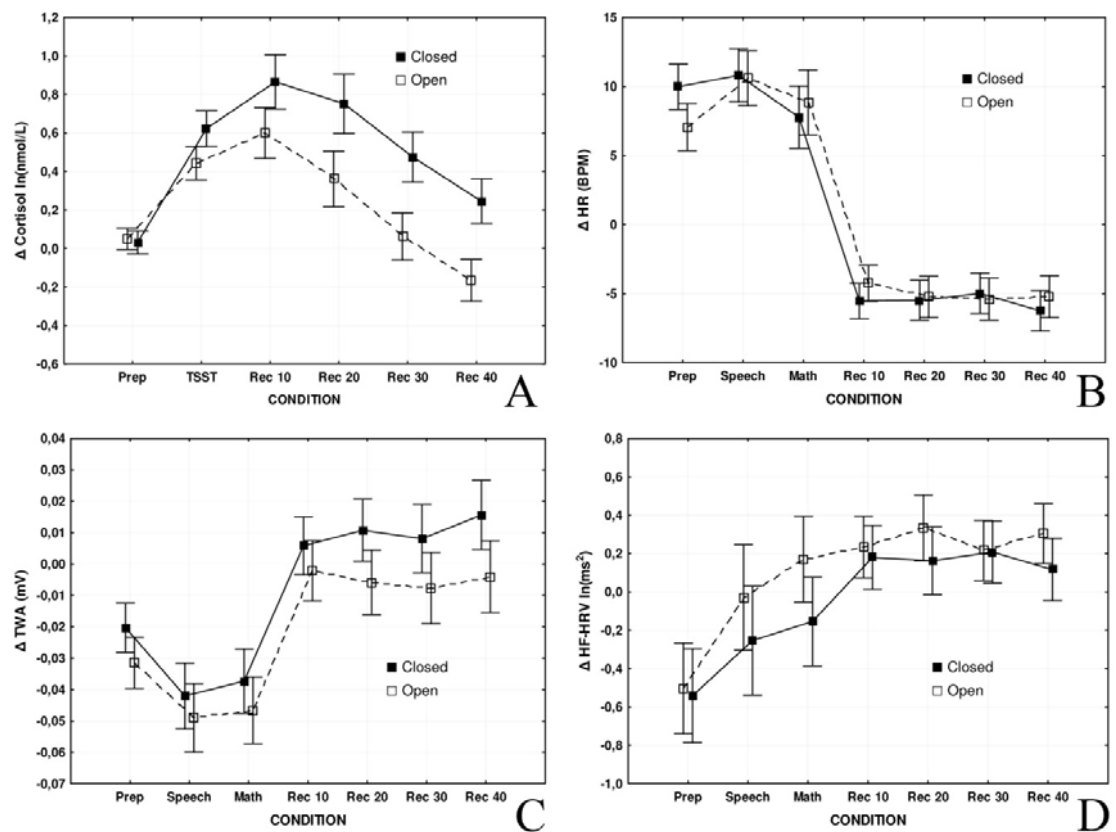 Δ Cortisol ln(nmol/L)
1,2
1,0
0,8
0,6
0,4
0,2
0,0
-0,2
-0,4
-0,6
Closed
Open
Prep TSST Rec 10 Rec 20 Rec 30 Rec 40
CONDITION
A
Δ HR (BPM)
15
10
5
0
-5
-10
Closed
Open
Prep Speech Math Rec 10 Rec 20 Rec 30 Rec 40
CONDITION
B
Δ TWA (mV)
0,04
0,03
0,02
0,01
0,00
-0,01
-0,02
-0,03
-0,04
-0,05
-0,06
-0,07
Closed
Open
Prep Speech Math Rec 10 Rec 20 Rec 30 Rec 40
CONDITION
C
Δ HF-HRV ln(ms²)
0,8
0,6
0,4
0,2
0,0
-0,2
-0,4
-0,6
-0,8
-1,0
Closed
Open
Prep Speech Math Rec 10 Rec 20 Rec 30 Rec 40
CONDITION
D